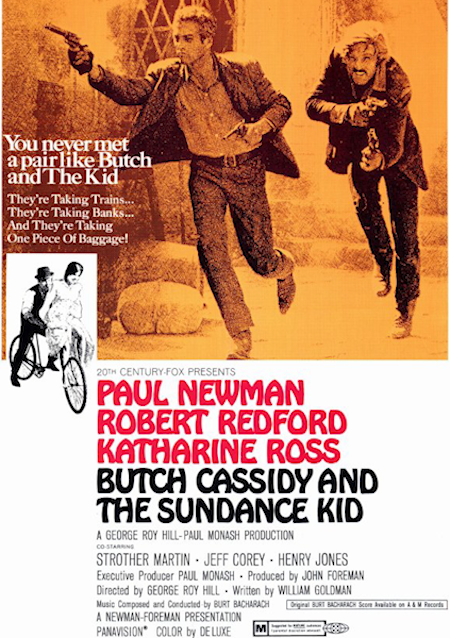 You never met
a pair like Butch
and The Kid
They're Taking Trains...
They're Taking Banks...
And They're Taking
One Piece Of Baggage!
20TH CENTURY-FOX PRESENTS
PAUL NEWMAN
ROBERT REDFORD
KATHARINE ROSS
BUTCH CASSIDY AND
THE SUNDANCE KID
A GEORGE ROY HILL-PAUL MONASH PRODUCTION
CO-STARRING
STROTHER MARTIN · JEFF COREY · HENRY JONES
Executive Producer PAUL MONASH · Produced by JOHN FOREMAN
Directed by GEORGE ROY HILL · Written by WILLIAM GOLDMAN
Music Composed and Conducted by BURT BACHARACH
Original BURT BACHARACH Score Available on A & M Records
A NEWMAN-FOREMAN PRESENTATION
PANAVISION® COLOR by DE LUXE
M